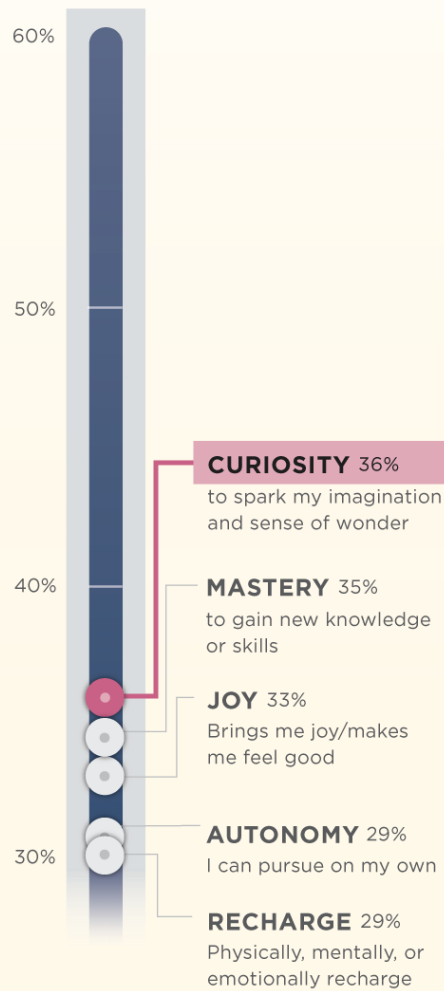 60%
50%
CURIOSITY 36%
to spark my imagination
and sense of wonder
40%
MASTERY 35%
to gain new knowledge
or skills
JOY 33%
Brings me joy/makes
me feel good
AUTONOMY 29%
30%
I can pursue on my own
RECHARGE 29%
Physically, mentally, or
emotionally recharge